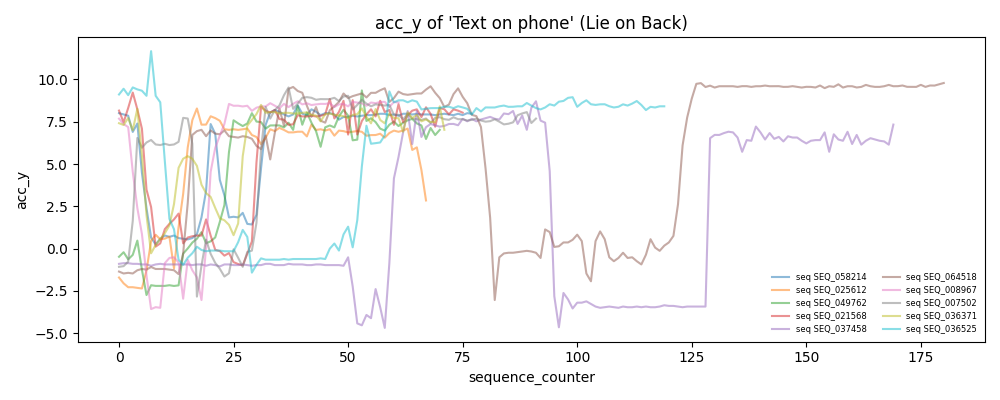 acc_y of 'Text on phone' (Lie on Back)
acc_y
10.0
7.5
5.0
2.5
0.0
−2.5
−5.0
0
25
50
75
100
125
150
175
sequence_counter
seq SEQ_058214
seq SEQ_025612
seq SEQ_049762
seq SEQ_021568
seq SEQ_037458
seq SEQ_064518
seq SEQ_008967
seq SEQ_007502
seq SEQ_036371
seq SEQ_036525